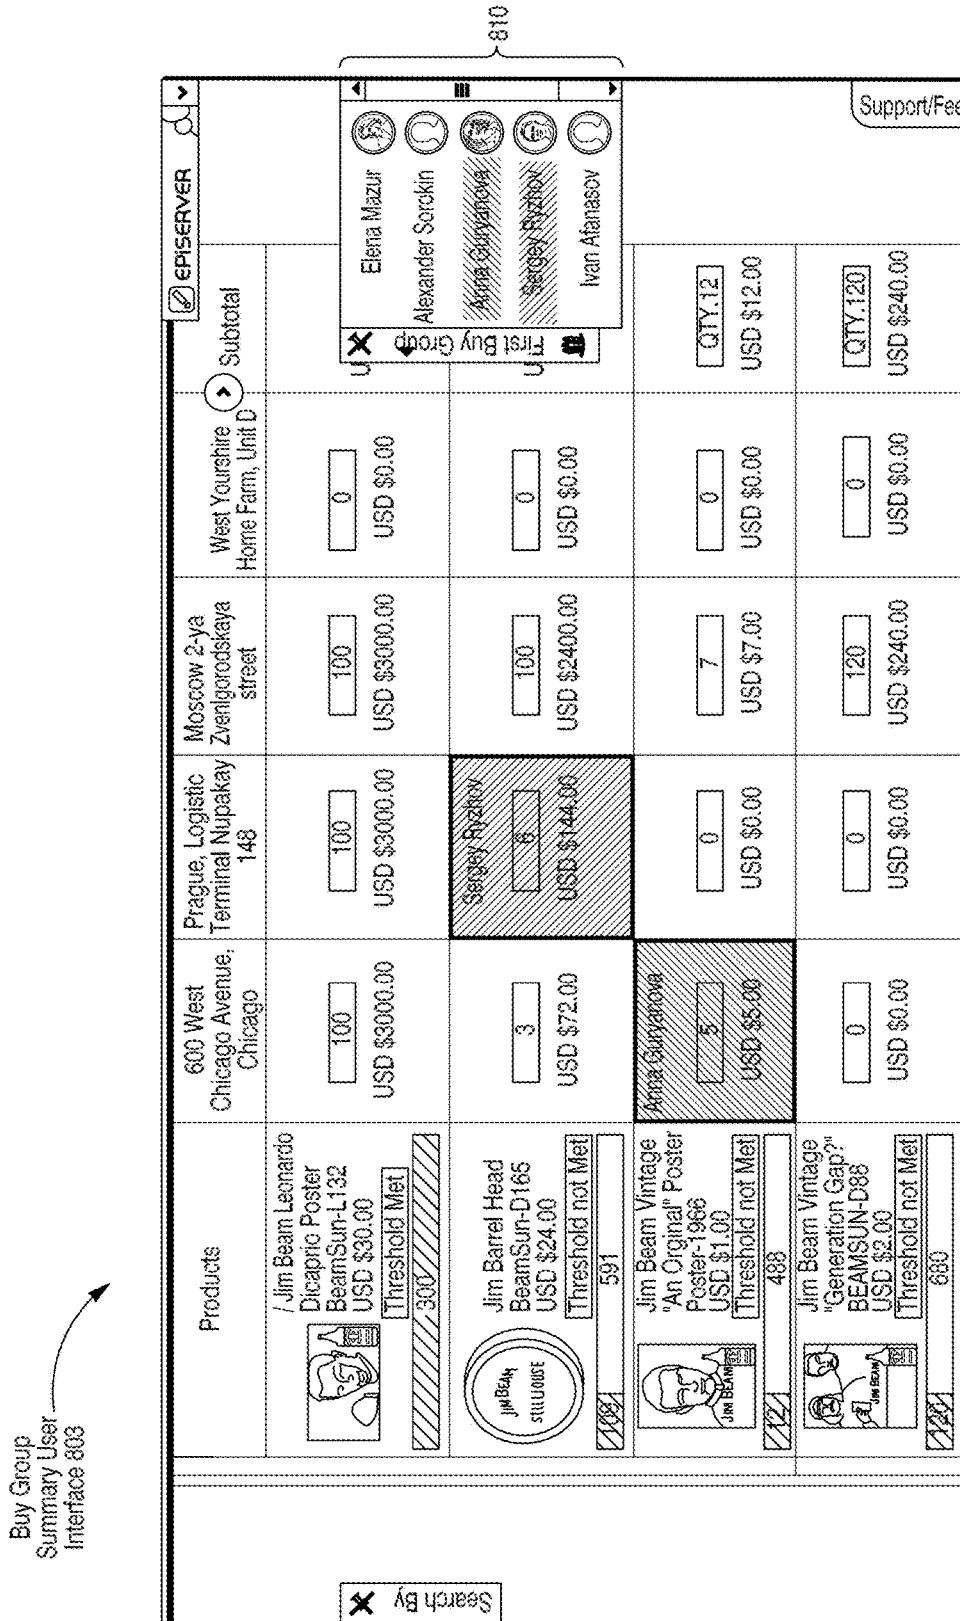 Buy Group
Summary User
Interface 803
EPiSERVER
Products
600 West
Chicago Avenue,
Chicago
Prague, Logistic
Terminal Nupakay
148
Moscow 2-ya
Zvenigorodskaya
street
West Yourshire
Home Farm, Unit D
Subtotal
/ Jim Beam Leonardo
Dicaprio Poster
BeamSun-L132
USD $30.00
Threshold Met
300
100
USD $3000.00
100
USD $3000.00
100
USD $3000.00
0
USD $0.00
U
JIM BEAM
STILLHOUSE
Jim Barrel Head
BeamSun-D165
USD $24.00
Threshold not Met
109
591
3
USD $72.00
Sergey Ryzhov
6
USD $144.00
100
USD $2400.00
0
USD $0.00
U
JIM BEAM
Jim Beam Vintage
"An Orginal" Poster
Poster-1966
USD $1.00
Threshold not Met
12
488
Anna Guryanova
5
USD $5.00
0
USD $0.00
7
USD $7.00
0
USD $0.00
QTY.12
USD $12.00
JIM BEAM
Jim Beam Vintage
"Generation Gap?"
BEAMSUN-D88
USD $2.00
Threshold not Met
120
680
0
USD $0.00
0
USD $0.00
120
USD $240.00
0
USD $0.00
QTY.120
USD $240.00
First Buy Group
Elena Mazur
Alexander Sorokin
Anna Guryanova
Sergey Ryzhov
Ivan Afanasov
810
Support/Fee
Search By